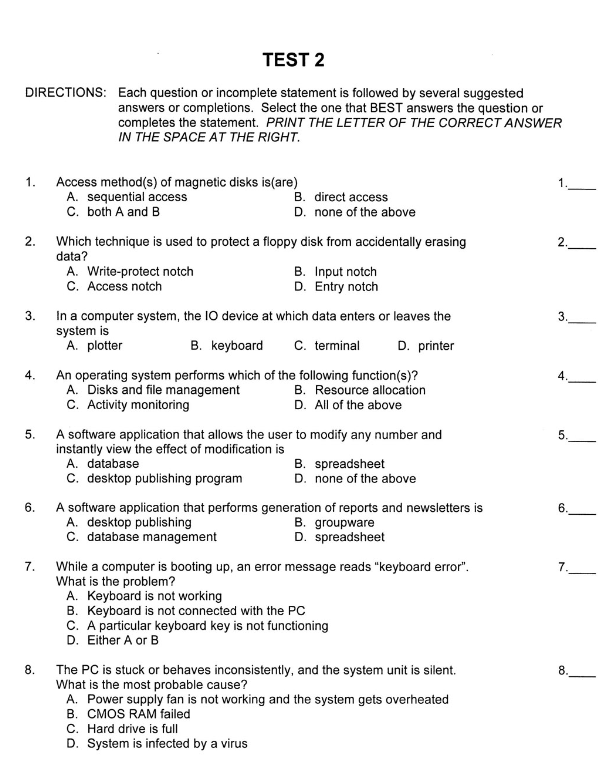 TEST 2
DIRECTIONS: Each question or incomplete statement is followed by several suggested
answers or completions. Select the one that BEST answers the question or
completes the statement. PRINT THE LETTER OF THE CORRECT ANSWER
IN THE SPACE AT THE RIGHT.
1. Access method(s) of magnetic disks is(are) 1.____
A. sequential access B. direct access
C. both A and B D. none of the above
2. Which technique is used to protect a floppy disk from accidentally erasing 2.____
data?
A. Write-protect notch B. Input notch
C. Access notch D. Entry notch
3. In a computer system, the IO device at which data enters or leaves the 3.____
system is
A. plotter B. keyboard C. terminal D. printer
4. An operating system performs which of the following function(s)? 4.____
A. Disks and file management B. Resource allocation
C. Activity monitoring D. All of the above
5. A software application that allows the user to modify any number and 5.____
instantly view the effect of modification is
A. database B. spreadsheet
C. desktop publishing program D. none of the above
6. A software application that performs generation of reports and newsletters is 6.____
A. desktop publishing B. groupware
C. database management D. spreadsheet
7. While a computer is booting up, an error message reads “keyboard error”. 7.____
What is the problem?
A. Keyboard is not working
B. Keyboard is not connected with the PC
C. A particular keyboard key is not functioning
D. Either A or B
8. The PC is stuck or behaves inconsistently, and the system unit is silent. 8.____
What is the most probable cause?
A. Power supply fan is not working and the system gets overheated
B. CMOS RAM failed
C. Hard drive is full
D. System is infected by a virus